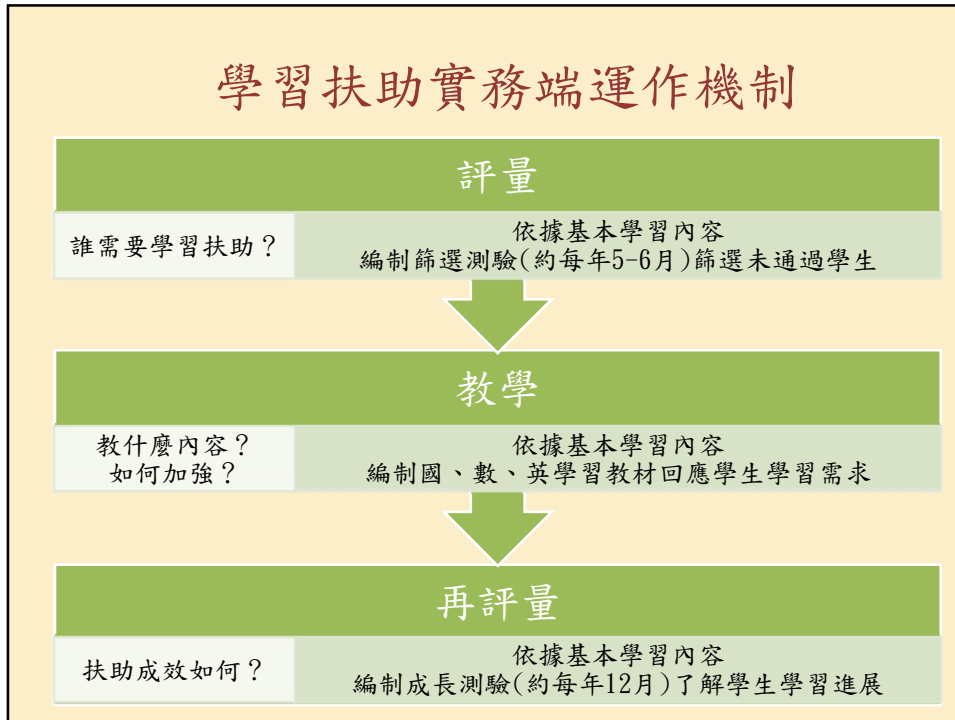 學習扶助實務端運作機制
評量
誰需要學習扶助？
依據基本學習內容
編制篩選測驗(約每年5-6月)篩選未通過學生
教學
教什麼內容？
如何加強？
依據基本學習內容
編制國、數、英學習教材回應學生學習需求
再評量
扶助成效如何？
依據基本學習內容
編制成長測驗(約每年12月)了解學生學習進展